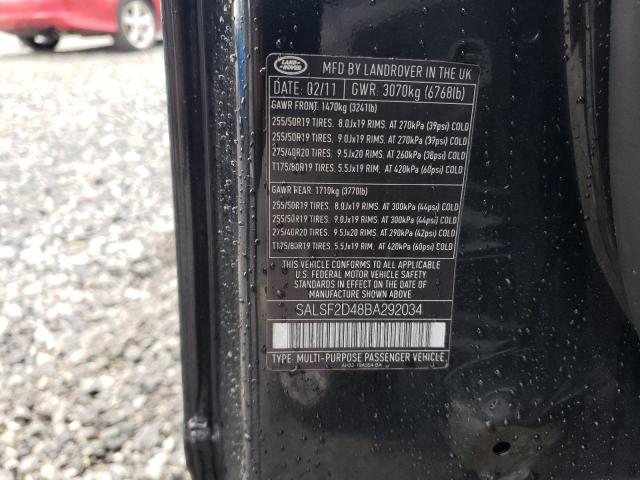 LAND ROVER
MFD BY LANDROVER IN THE UK
DATE: 02/11 GWR: 3070kg (6768lb)
GAWR FRONT: 1470kg (3241lb)
255/50R19 TIRES. 8.0Jx19 RIMS. AT 270kPa (39psi) COLD
255/50R19 TIRES. 9.0Jx19 RIMS. AT 270kPa (39psi) COLD
275/40R20 TIRES. 9.5Jx20 RIMS. AT 260kPa (38psi) COLD
T175/80R19 TIRES. 5.5Jx19 RIM, AT 420kPa (60psi) COLD
GAWR REAR: 1710kg (3770lb)
255/50R19 TIRES. 8.0Jx19 RIMS. AT 300kPa (44psi) COLD
255/50R19 TIRES. 9.0Jx19 RIMS. AT 300kPa (44psi) COLD
275/40R20 TIRES. 9.5Jx20 RIMS. AT 290kPa (42psi) COLD
T175/80R19 TIRES. 5.5Jx19 RIM, AT 420kPa (60psi) COLD
THIS VEHICLE CONFORMS TO ALL APPLICABLE
U.S. FEDERAL MOTOR VEHICLE SAFETY
STANDARDS IN EFFECT ON THE DATE OF
MANUFACTURE SHOWN ABOVE.
SALSF2D48BA292034
TYPE: MULTI-PURPOSE PASSENGER VEHICLE